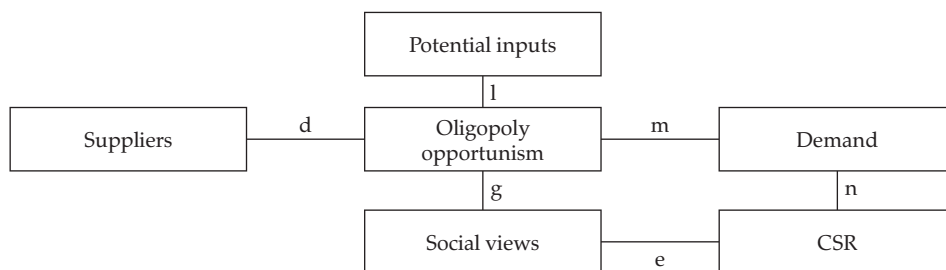 Potential inputs
l
Suppliers
d
Oligopoly
opportunism
m
Demand
g
n
Social views
e
CSR